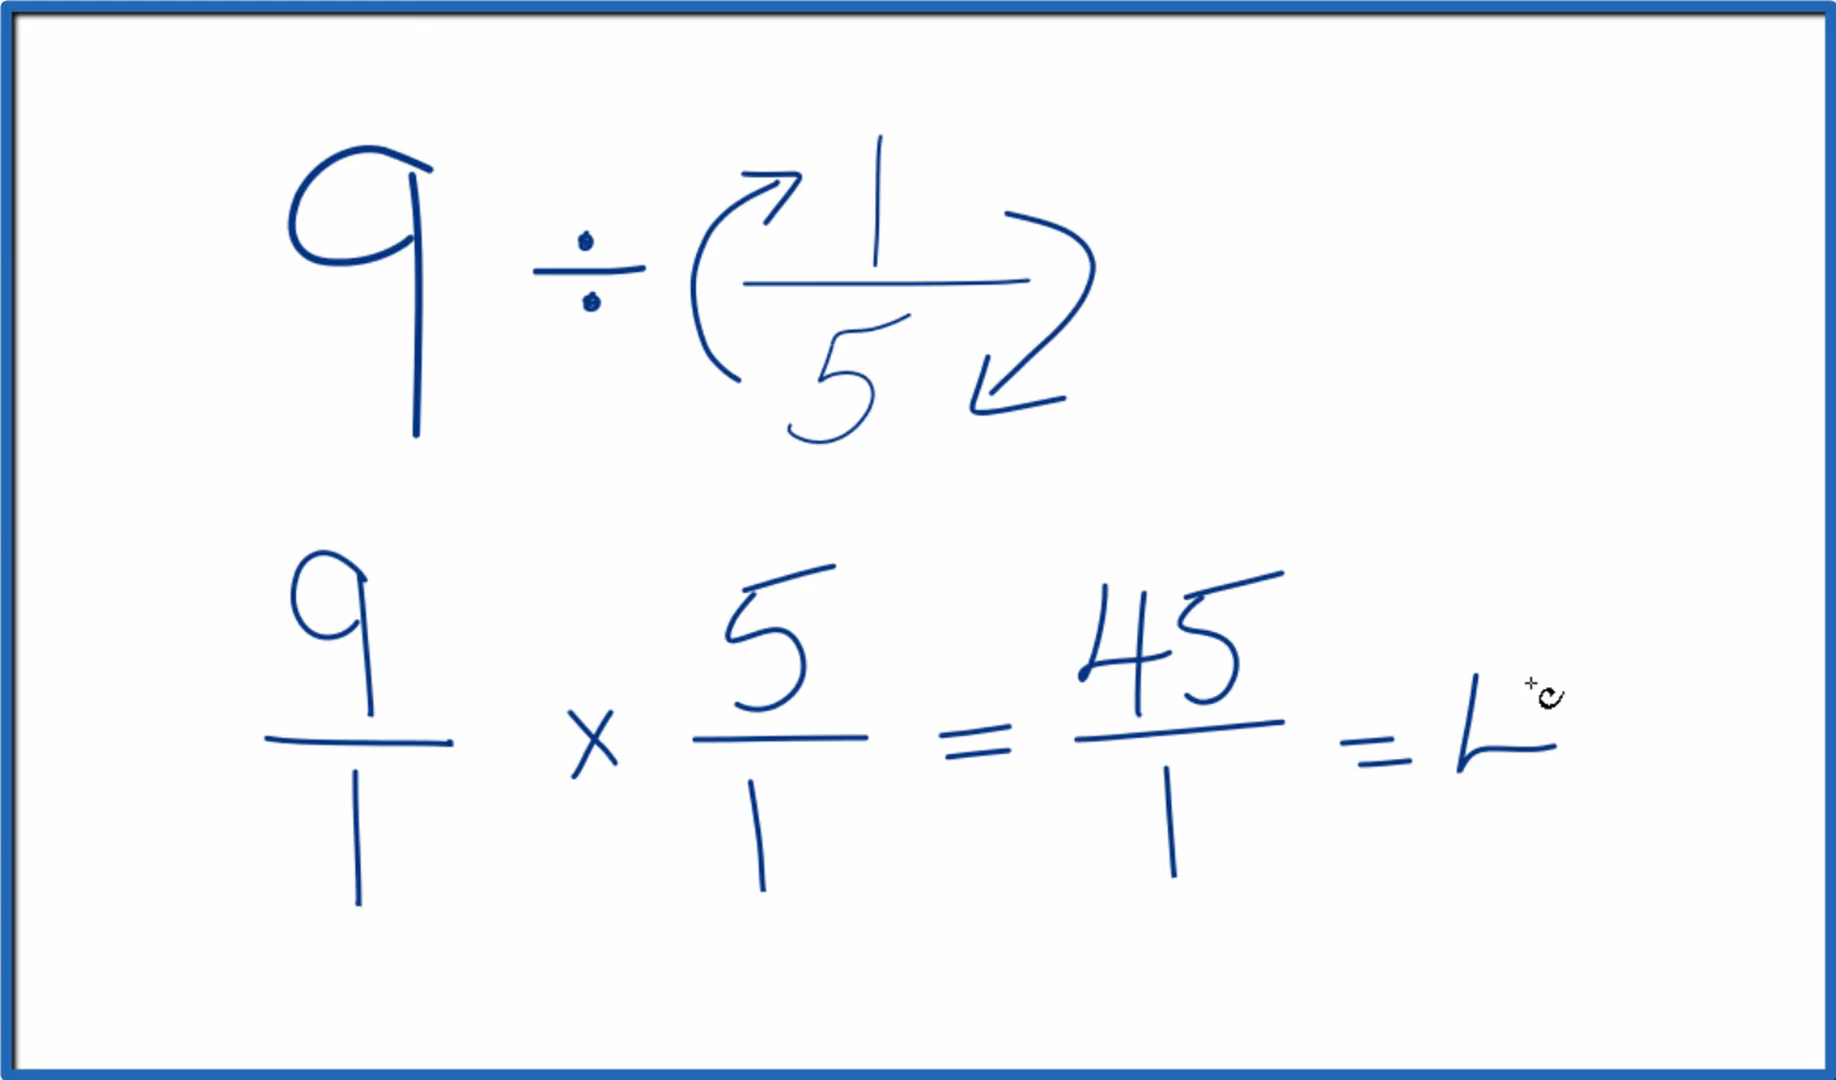 9 ÷ 1/5
9/1 x 5/1 = 45/1 =